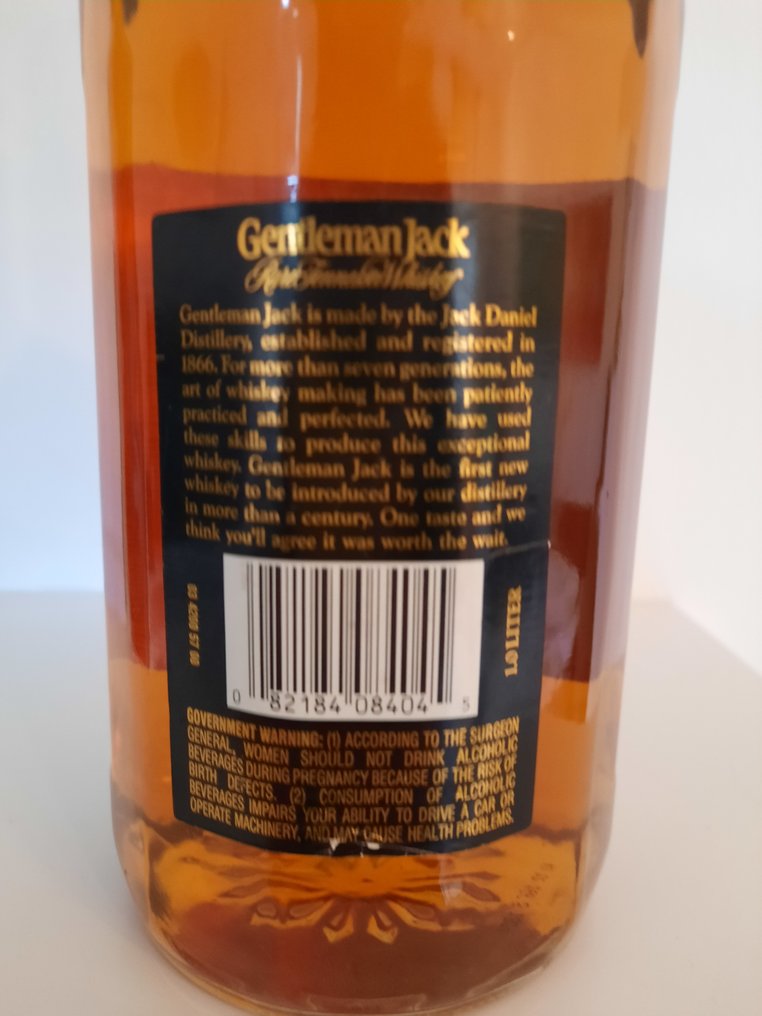 Gentleman Jack
Rare Tennessee Whiskey
Gentleman Jack is made by the Jack Daniel
Distillery, established and registered in
1866. For more than seven generations, the
art of whiskey making has been patiently
practiced and perfected. We have used
these skills to produce this exceptional
whiskey. Gentleman Jack is the first new
whiskey to be introduced by our distillery
in more than a century. One taste and we
think you'll agree it was worth the wait.
1.0 LITER
0 82184 08404 5
GOVERNMENT WARNING: (1) ACCORDING TO THE SURGEON
GENERAL, WOMEN SHOULD NOT DRINK ALCOHOLIC
BEVERAGES DURING PREGNANCY BECAUSE OF THE RISK OF
BIRTH DEFECTS. (2) CONSUMPTION OF ALCOHOLIC
BEVERAGES IMPAIRS YOUR ABILITY TO DRIVE A CAR OR
OPERATE MACHINERY, AND MAY CAUSE HEALTH PROBLEMS.